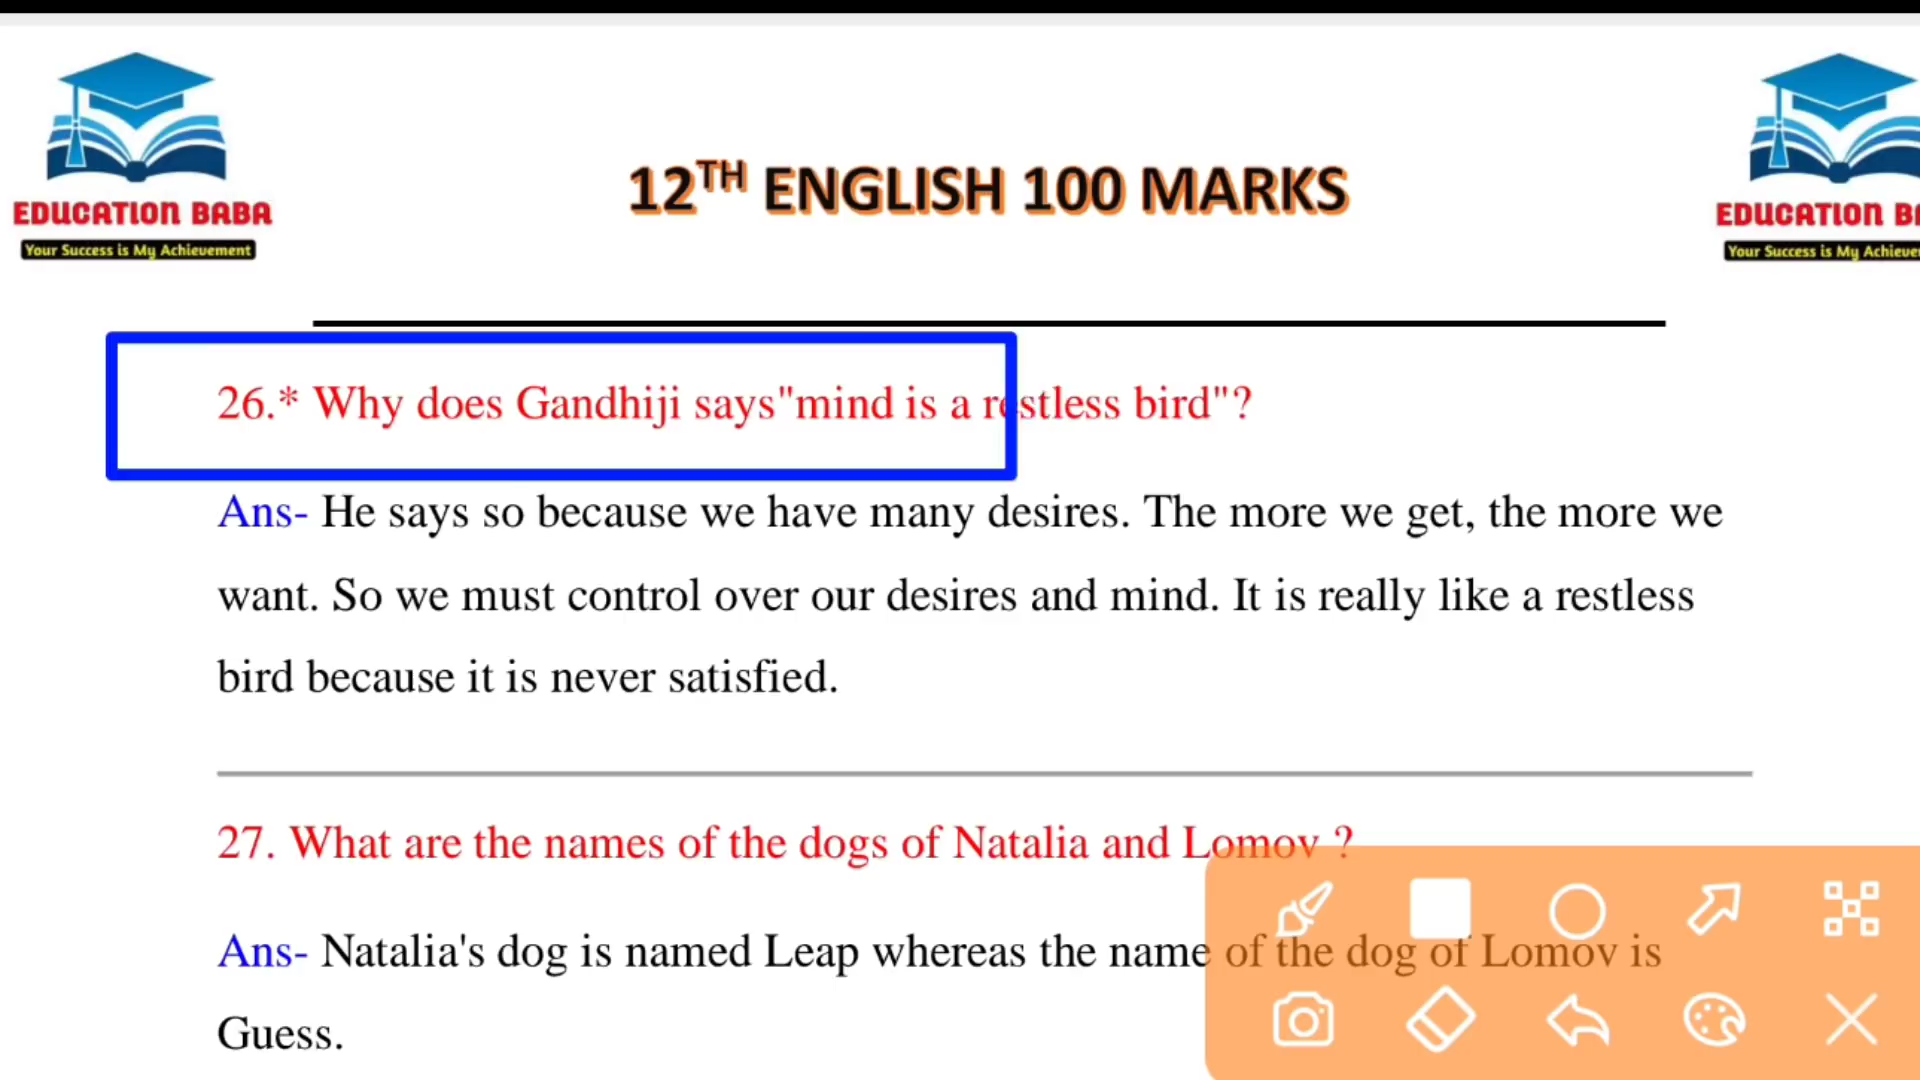 EDUCATION BABA
Your Success is My Achievement
12TH ENGLISH 100 MARKS
EDUCATION BA
Your Success is My Achieve
26.* Why does Gandhiji says"mind is a restless bird"?
Ans- He says so because we have many desires. The more we get, the more we
want. So we must control over our desires and mind. It is really like a restless
bird because it is never satisfied.
27. What are the names of the dogs of Natalia and Lomov ?
Ans- Natalia's dog is named Leap whereas the name of the dog of Lomov is
Guess.